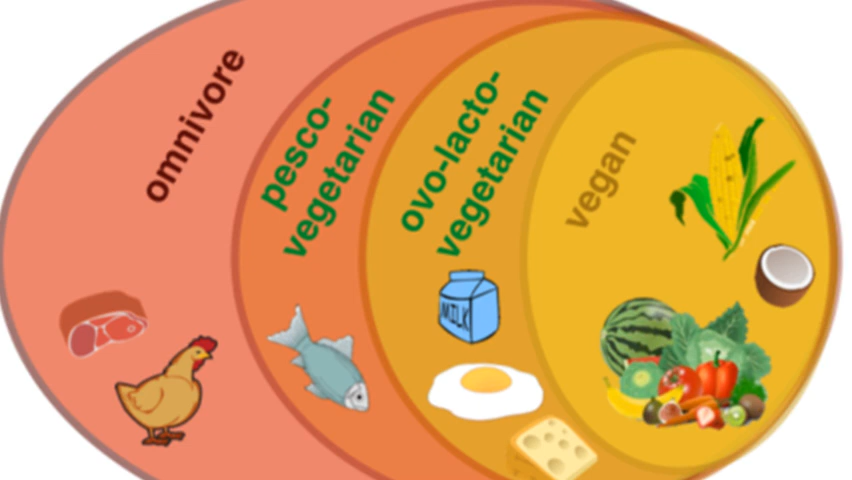 omnivore
pesco-
vegetarian
ovo-lacto-
vegetarian
vegan
MILK